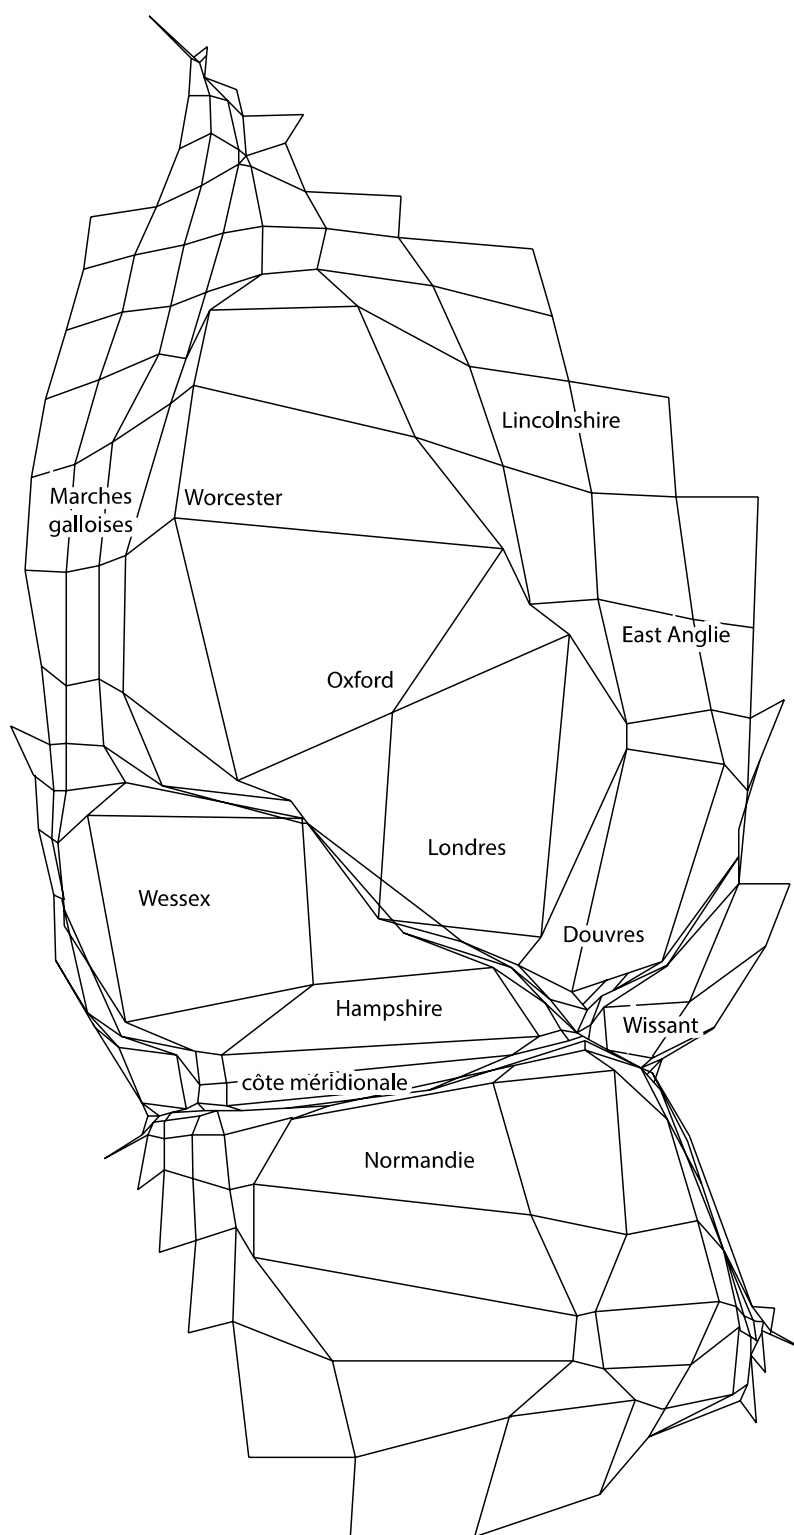 Lincolnshire
Marches
galloises
Worcester
East Anglie
Oxford
Londres
Wessex
Douvres
Hampshire
Wissant
côte méridionale
Normandie